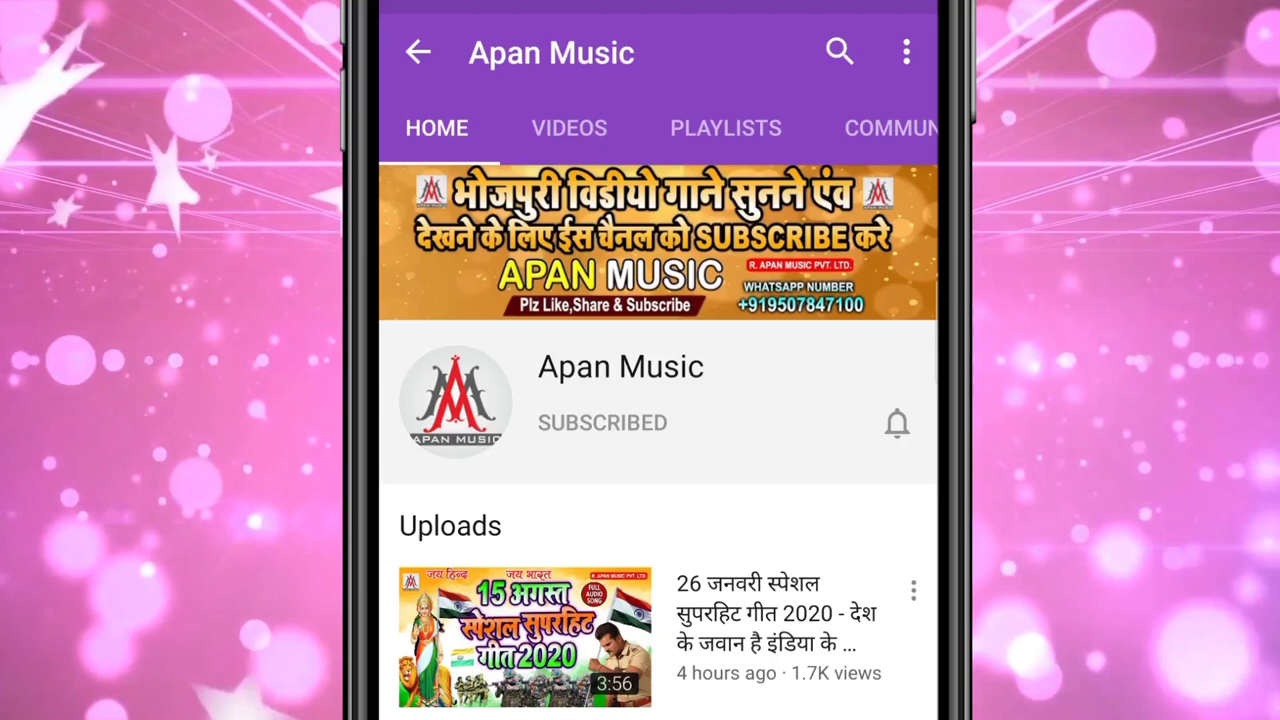 Apan Music
HOME VIDEOS PLAYLISTS COMMUN
भोजपुरी विडीयो गाने सुनने एंव
देखने के लिए ईस चैनल को SUBSCRIBE करे
APAN MUSIC
R. APAN MUSIC PVT. LTD.
WHATSAPP NUMBER
Plz Like,Share & Subscribe
+919507847100
Apan Music
APAN MUSIC
SUBSCRIBED
Uploads
जय हिन्द जय भारत
R. APAN MUSIC PVT. LTD
15 अगस्त
FULL
AUDIO
SONG
स्पेशल सुपरहिट
गीत 2020
3:56
26 जनवरी स्पेशल
सुपरहिट गीत 2020 - देश
के जवान है इंडिया के ...
4 hours ago · 1.7K views